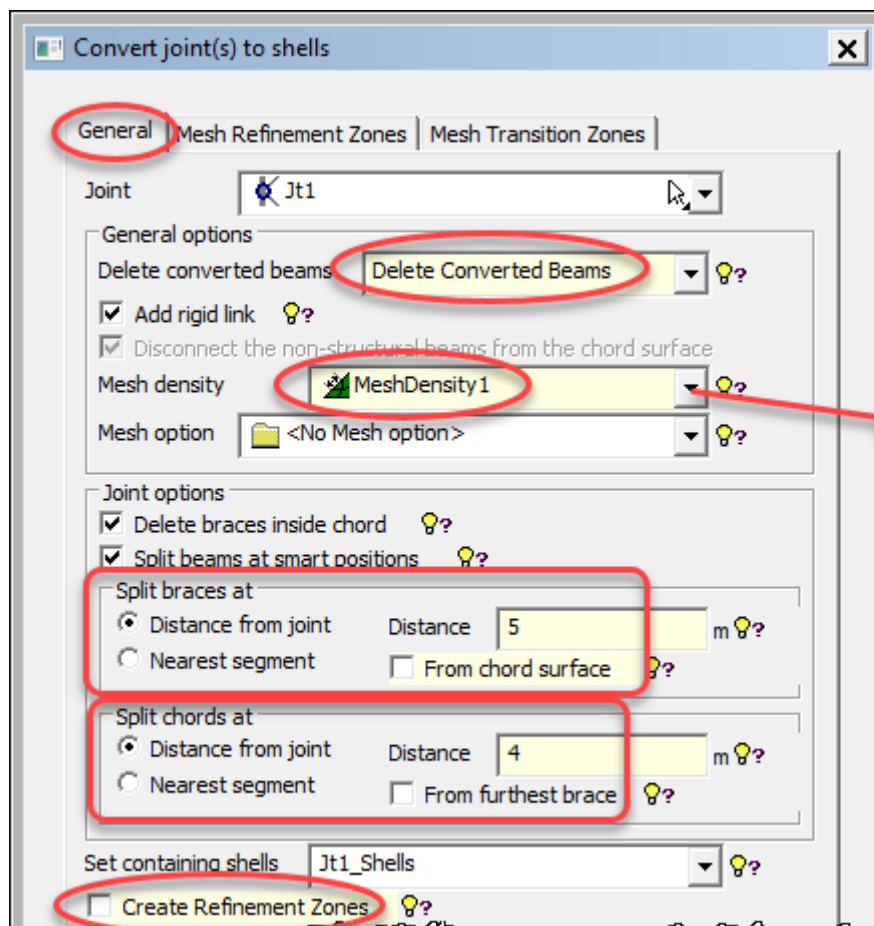 Convert joint(s) to shells
General Mesh Refinement Zones Mesh Transition Zones
Joint Jt1
General options
Delete converted beams Delete Converted Beams ?
Add rigid link ?
Disconnect the non-structural beams from the chord surface
Mesh density MeshDensity1 ?
Mesh option <No Mesh option> ?
Joint options
Delete braces inside chord ?
Split beams at smart positions ?
Split braces at
Distance from joint Distance 5 m ?
Nearest segment From chord surface ?
Split chords at
Distance from joint Distance 4 m ?
Nearest segment From furthest brace ?
Set containing shells Jt1_Shells ?
Create Refinement Zones ?